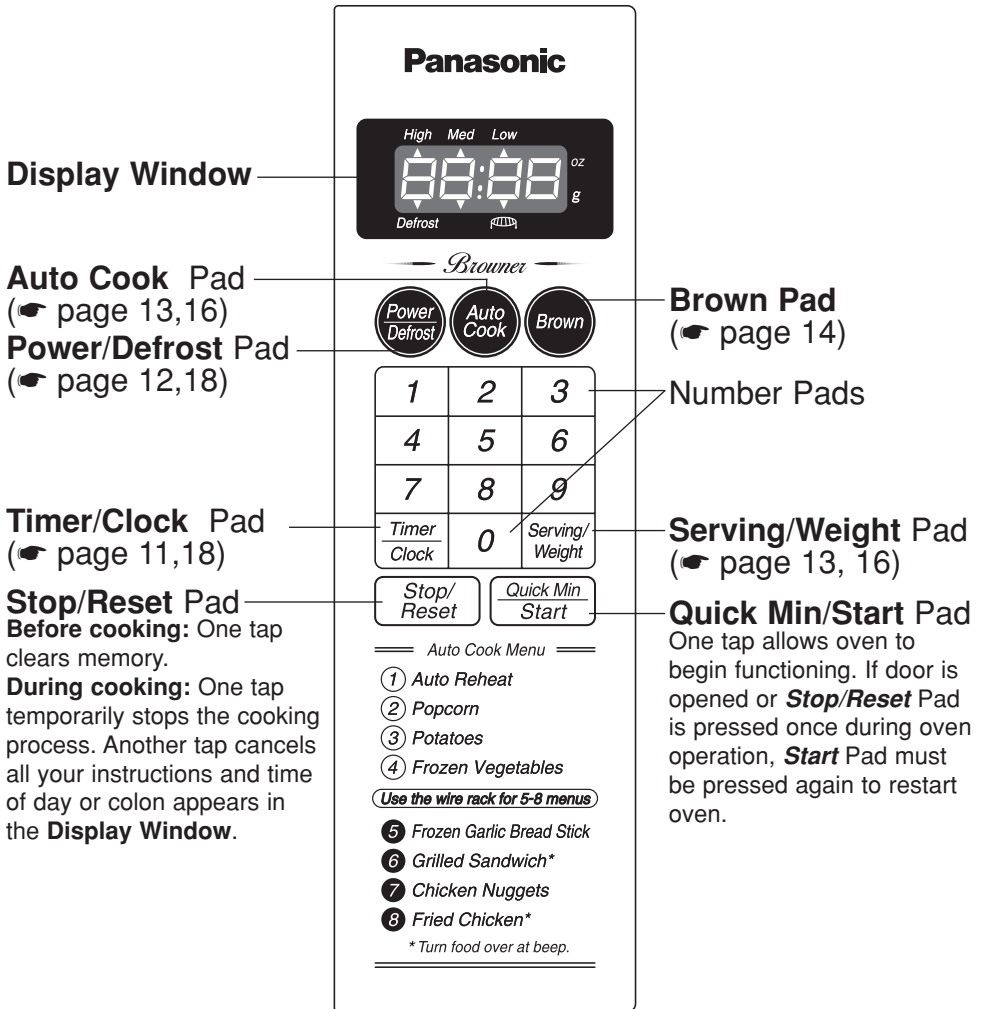 Panasonic
High Med Low
88:88
oz
g
Defrost
Browner
Power
Defrost
Auto
Cook
Brown
1 2 3
4 5 6
7 8 9
Timer
Clock
0
Serving/
Weight
Stop/
Reset
Quick Min
Start
Auto Cook Menu
1 Auto Reheat
2 Popcorn
3 Potatoes
4 Frozen Vegetables
Use the wire rack for 5-8 menus
5 Frozen Garlic Bread Stick
6 Grilled Sandwich*
7 Chicken Nuggets
8 Fried Chicken*
* Turn food over at beep.
Display Window
Auto Cook Pad
(☛ page 13,16)
Power/Defrost Pad
(☛ page 12,18)
Timer/Clock Pad
(☛ page 11,18)
Stop/Reset Pad
Before cooking: One tap
clears memory.
During cooking: One tap
temporarily stops the cooking
process. Another tap cancels
all your instructions and time
of day or colon appears in
the Display Window.
Brown Pad
(☛ page 14)
Number Pads
Serving/Weight Pad
(☛ page 13, 16)
Quick Min/Start Pad
One tap allows oven to
begin functioning. If door is
opened or Stop/Reset Pad
is pressed once during oven
operation, Start Pad must
be pressed again to restart
oven.